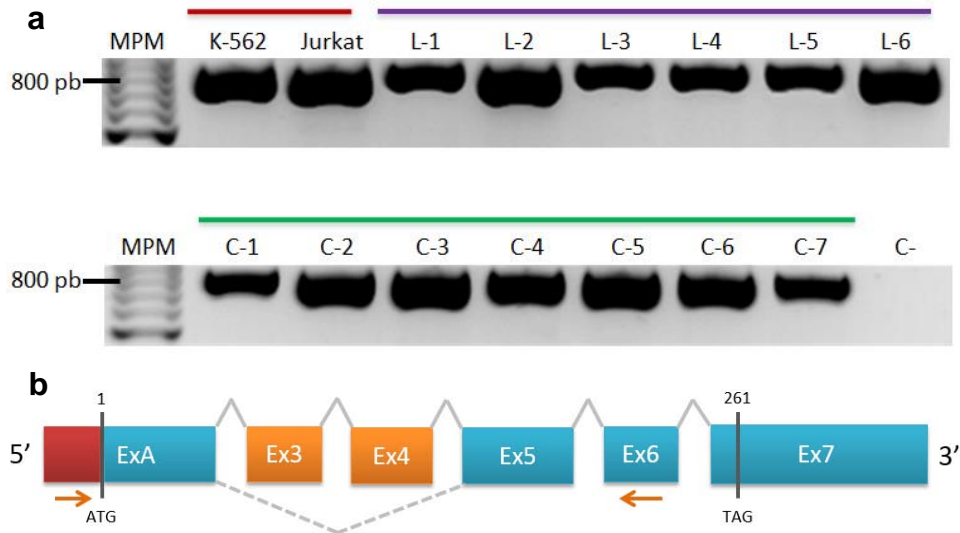 a
MPM K-562 Jurkat L-1 L-2 L-3 L-4 L-5 L-6
800 pb
MPM C-1 C-2 C-3 C-4 C-5 C-6 C-7 C-
800 pb
b
1 261
5’ ExA Ex3 Ex4 Ex5 Ex6 Ex7 3’
ATG TAG